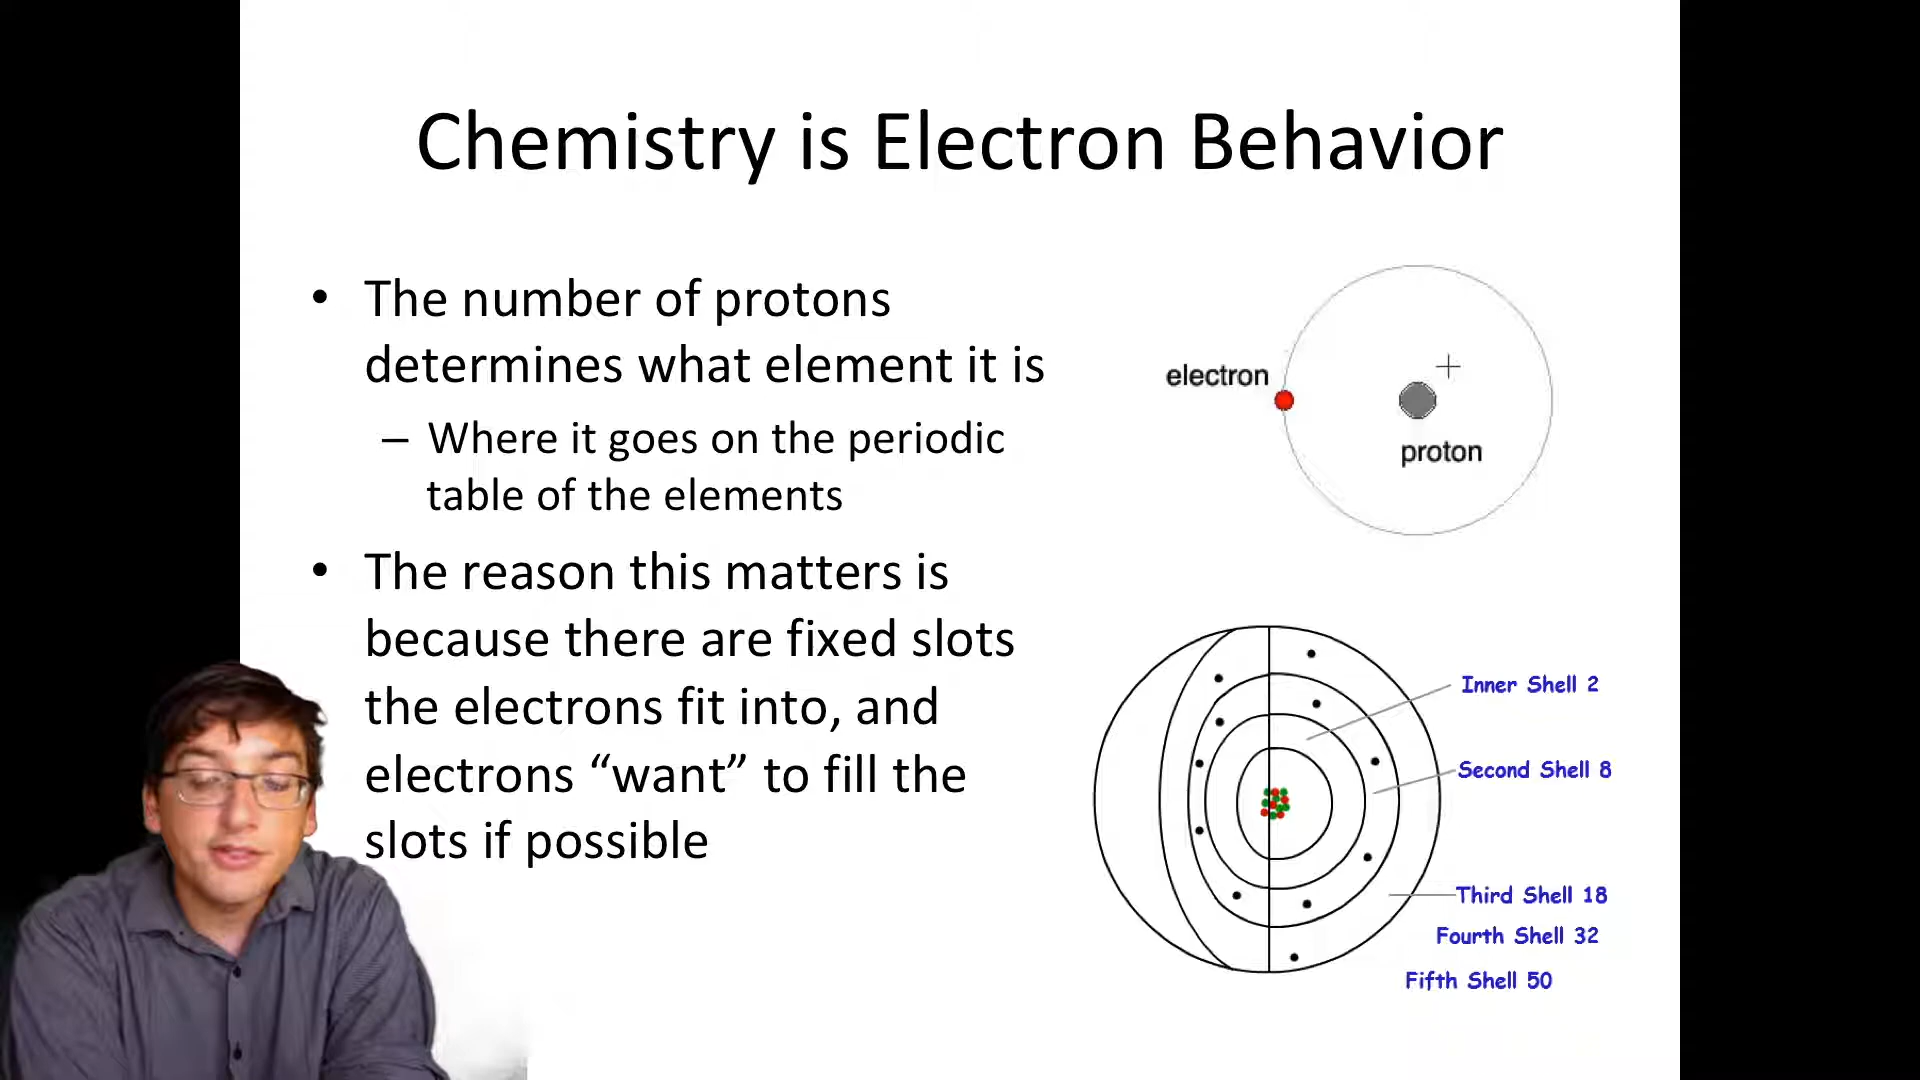 Chemistry is Electron Behavior
• The number of protons
determines what element it is
– Where it goes on the periodic
table of the elements
• The reason this matters is
because there are fixed slots
the electrons fit into, and
electrons “want” to fill the
slots if possible
electron
+
proton
Inner Shell 2
Second Shell 8
Third Shell 18
Fourth Shell 32
Fifth Shell 50